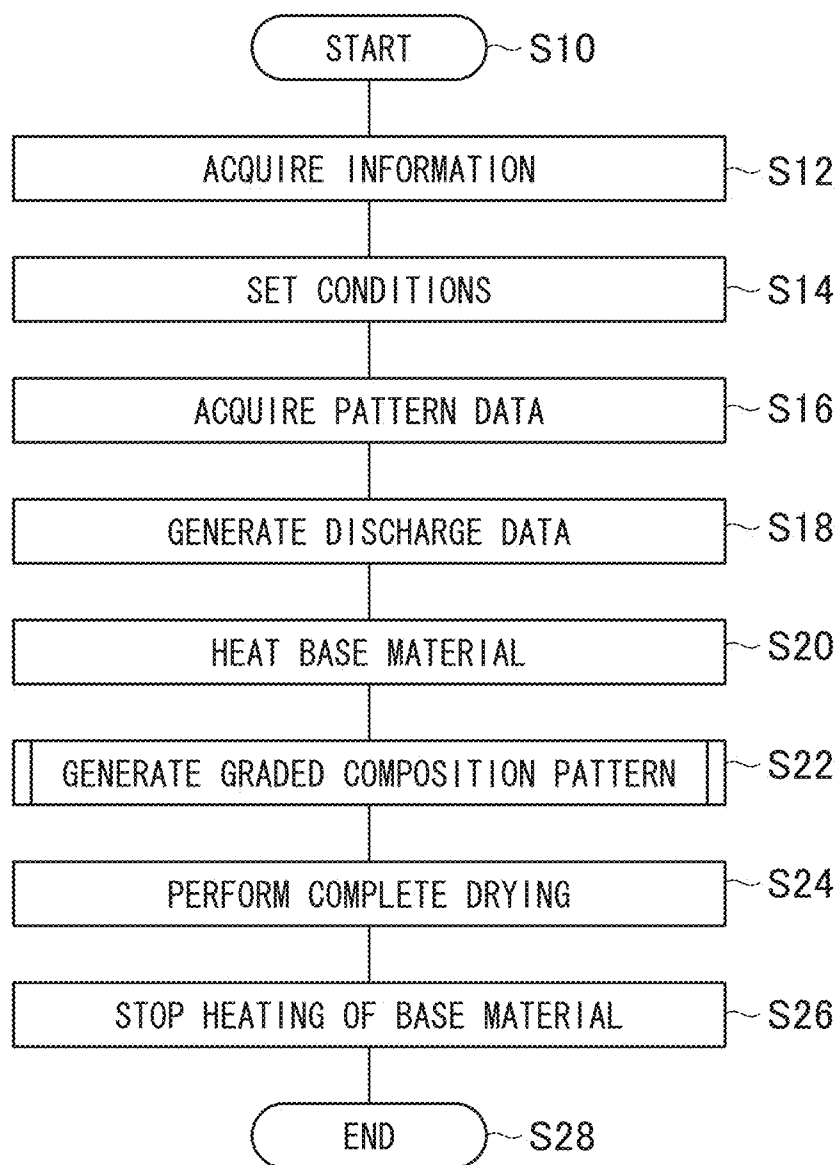 START S10
ACQUIRE INFORMATION S12
SET CONDITIONS S14
ACQUIRE PATTERN DATA S16
GENERATE DISCHARGE DATA S18
HEAT BASE MATERIAL S20
GENERATE GRADED COMPOSITION PATTERN S22
PERFORM COMPLETE DRYING S24
STOP HEATING OF BASE MATERIAL S26
END S28